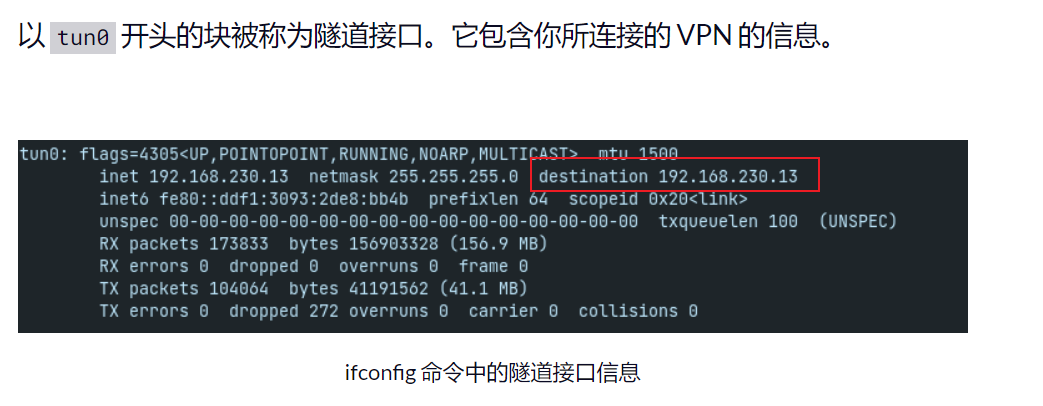 以 tun0 开头的块被称为隧道接口。它包含你所连接的 VPN 的信息。
tun0: flags=4305<UP,POINTOPOINT,RUNNING,NOARP,MULTICAST>  mtu 1500
inet 192.168.230.13  netmask 255.255.255.0  destination 192.168.230.13
inet6 fe80::ddf1:3093:2de8:bb4b  prefixlen 64  scopeid 0x20<link>
unspec 00-00-00-00-00-00-00-00-00-00-00-00-00-00-00-00  txqueuelen 100  (UNSPEC)
RX packets 173833  bytes 156903328 (156.9 MB)
RX errors 0  dropped 0  overruns 0  frame 0
TX packets 104064  bytes 41191562 (41.1 MB)
TX errors 0  dropped 272 overruns 0  carrier 0  collisions 0
ifconfig 命令中的隧道接口信息